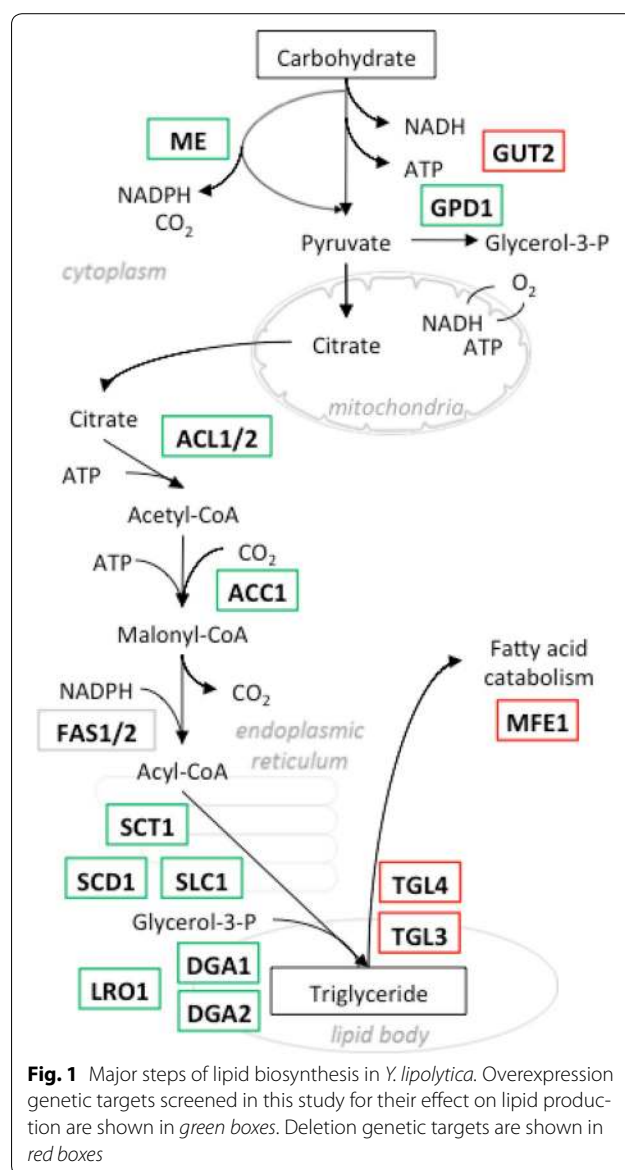 Carbohydrate
NADH
ME
GUT2
ATP
NADPH
CO2
GPD1
Pyruvate
Glycerol-3-P
cytoplasm
O2
NADH
ATP
Citrate
mitochondria
Citrate
ACL1/2
ATP
Acetyl-CoA
ATP
CO2
ACC1
Malonyl-CoA
Fatty acid
catabolism
NADPH
CO2
MFE1
FAS1/2
endoplasmic
reticulum
Acyl-CoA
SCT1
SCD1
SLC1
TGL4
Glycerol-3-P
TGL3
DGA1
LRO1
Triglyceride
DGA2
lipid body
Fig. 1 Major steps of lipid biosynthesis in Y. lipolytica. Overexpression
genetic targets screened in this study for their effect on lipid produc-
tion are shown in green boxes. Deletion genetic targets are shown in
red boxes